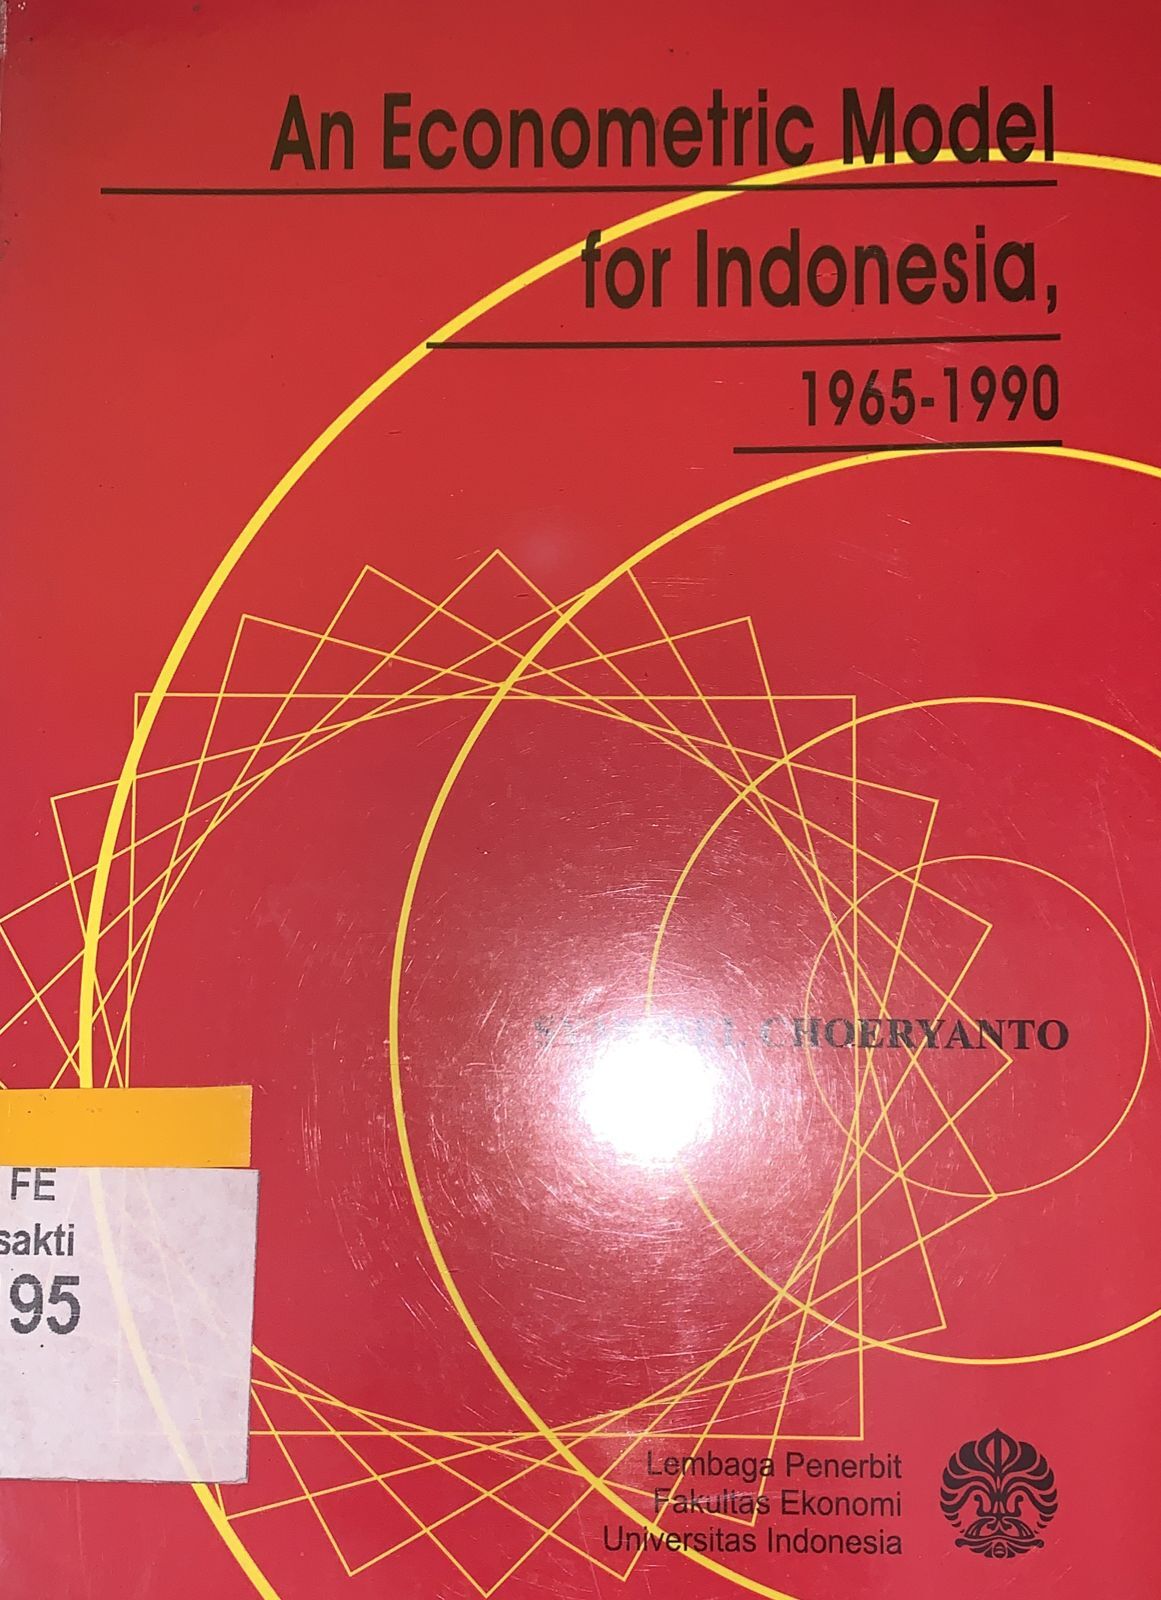 An Econometric Model
for Indonesia,
1965-1990
CHOERYANTO
FE
sakti
95
Lembaga Penerbit
Fakultas Ekonomi
Universitas Indonesia